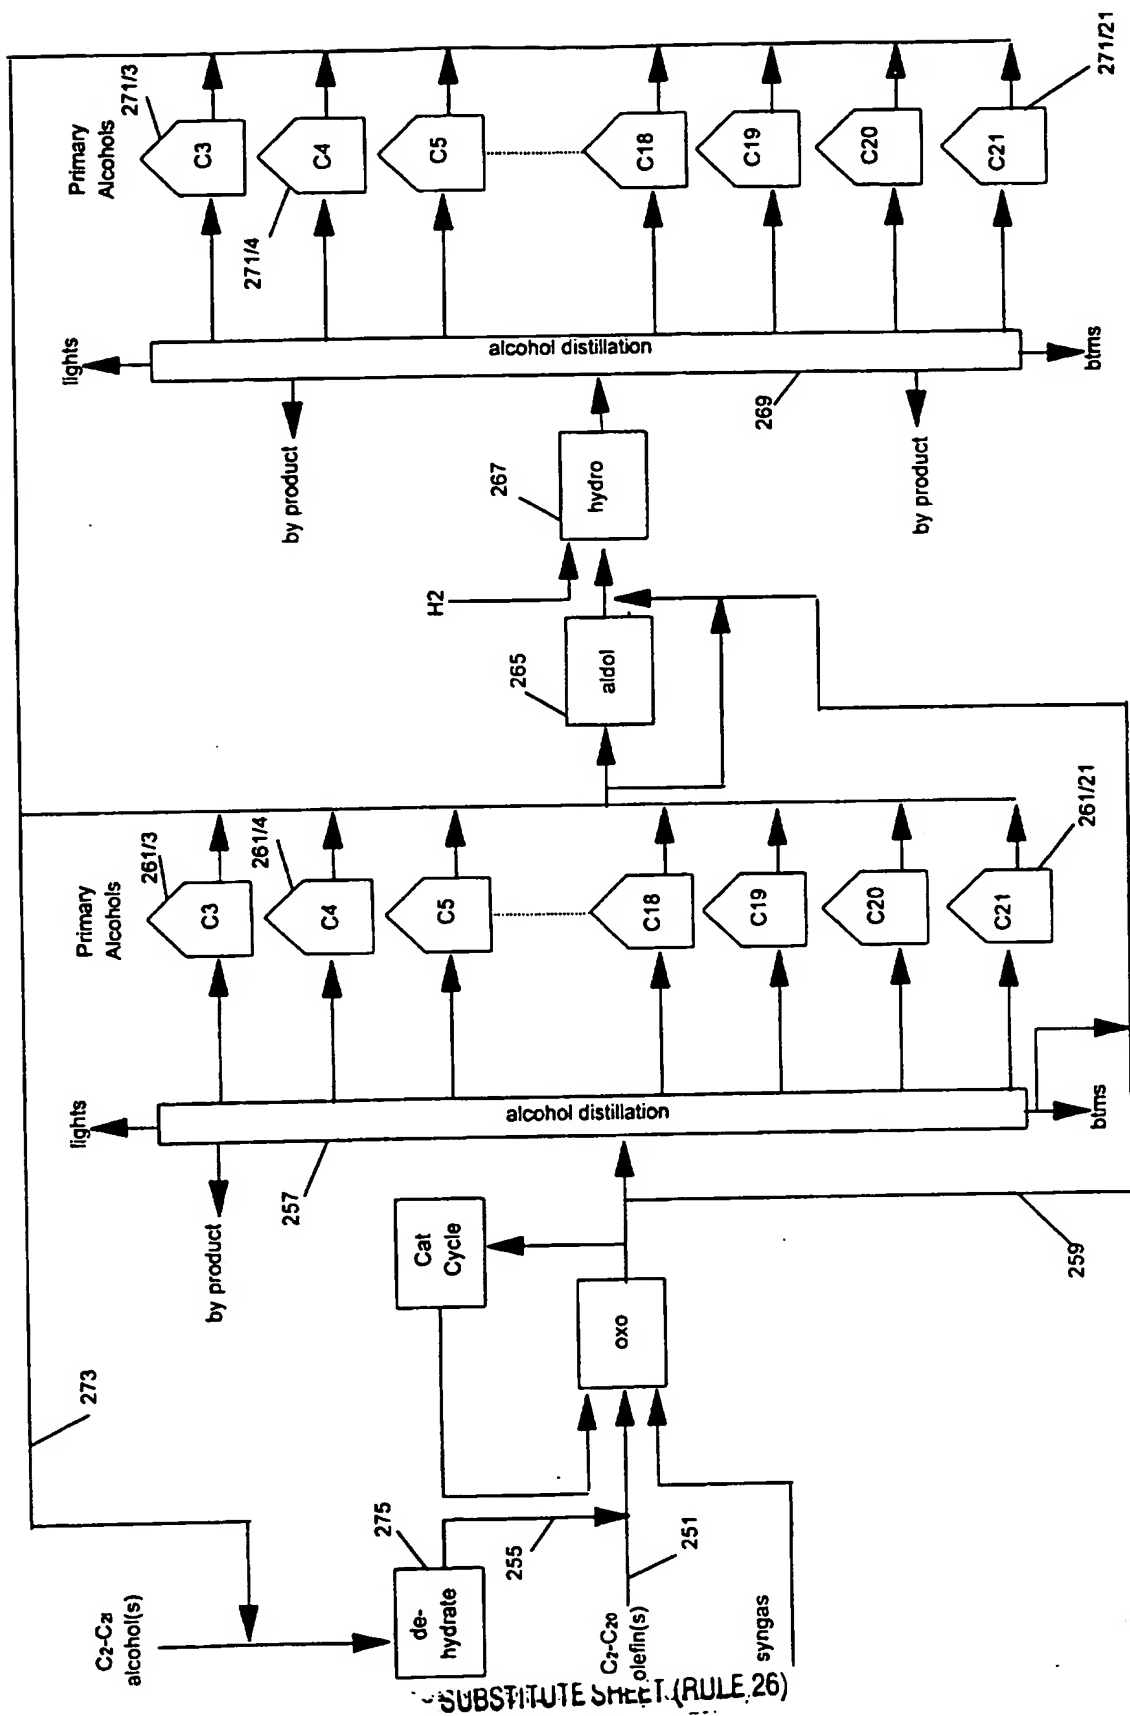 C2-C21
alcohol(s)
273
de-
hydrate
275
255
C2-C20
olefin(s)
251
syngas
Cat
Cycle
oxo
259
lights
by product
257
alcohol distillation
btms
Primary
Alcohols
C3
261/3
C4
261/4
C5
C18
C19
C20
C21
261/21
aldol
265
H2
hydro
267
lights
by product
alcohol distillation
269
by product
btms
Primary
Alcohols
C3
271/3
C4
271/4
C5
C18
C19
C20
C21
271/21
SUBSTITUTE SHEET (RULE 26)